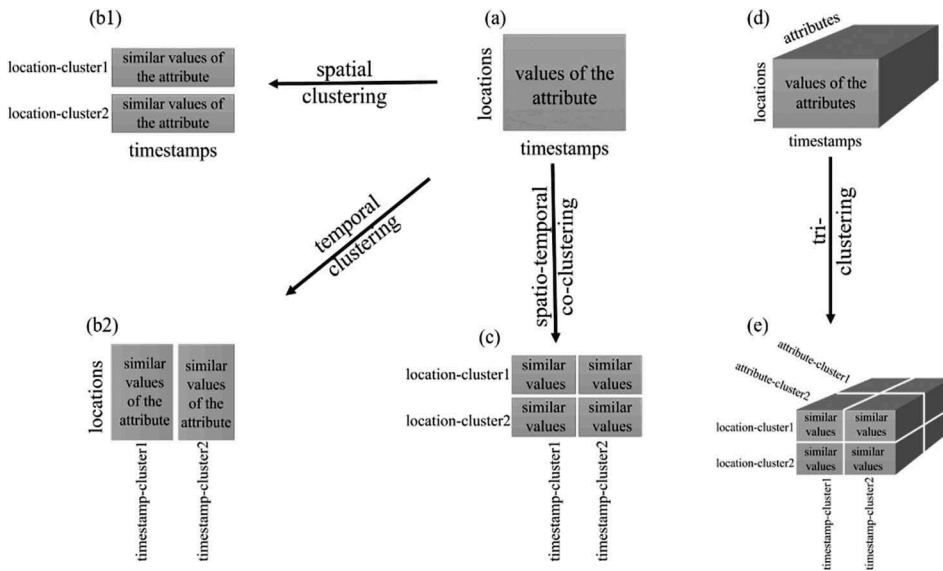 (b1)
location-cluster1
similar values of
the attribute
location-cluster2
similar values of
the attribute
timestamps
spatial
clustering
(a)
locations
values of the
attribute
timestamps
(d)
attributes
locations
values of the
attributes
timestamps
temporal
clustering
spatio-temporal
co-clustering
tri-
clustering
(b2)
locations
similar
values
of the
attribute
similar
values
of the
attribute
timestamp-cluster1
timestamp-cluster2
(c)
location-cluster1
similar
values
similar
values
location-cluster2
similar
values
similar
values
timestamp-cluster1
timestamp-cluster2
(e)
attribute-cluster1
attribute-cluster2
location-cluster1
similar
values
similar
values
location-cluster2
similar
values
similar
values
timestamp-cluster1
timestamp-cluster2